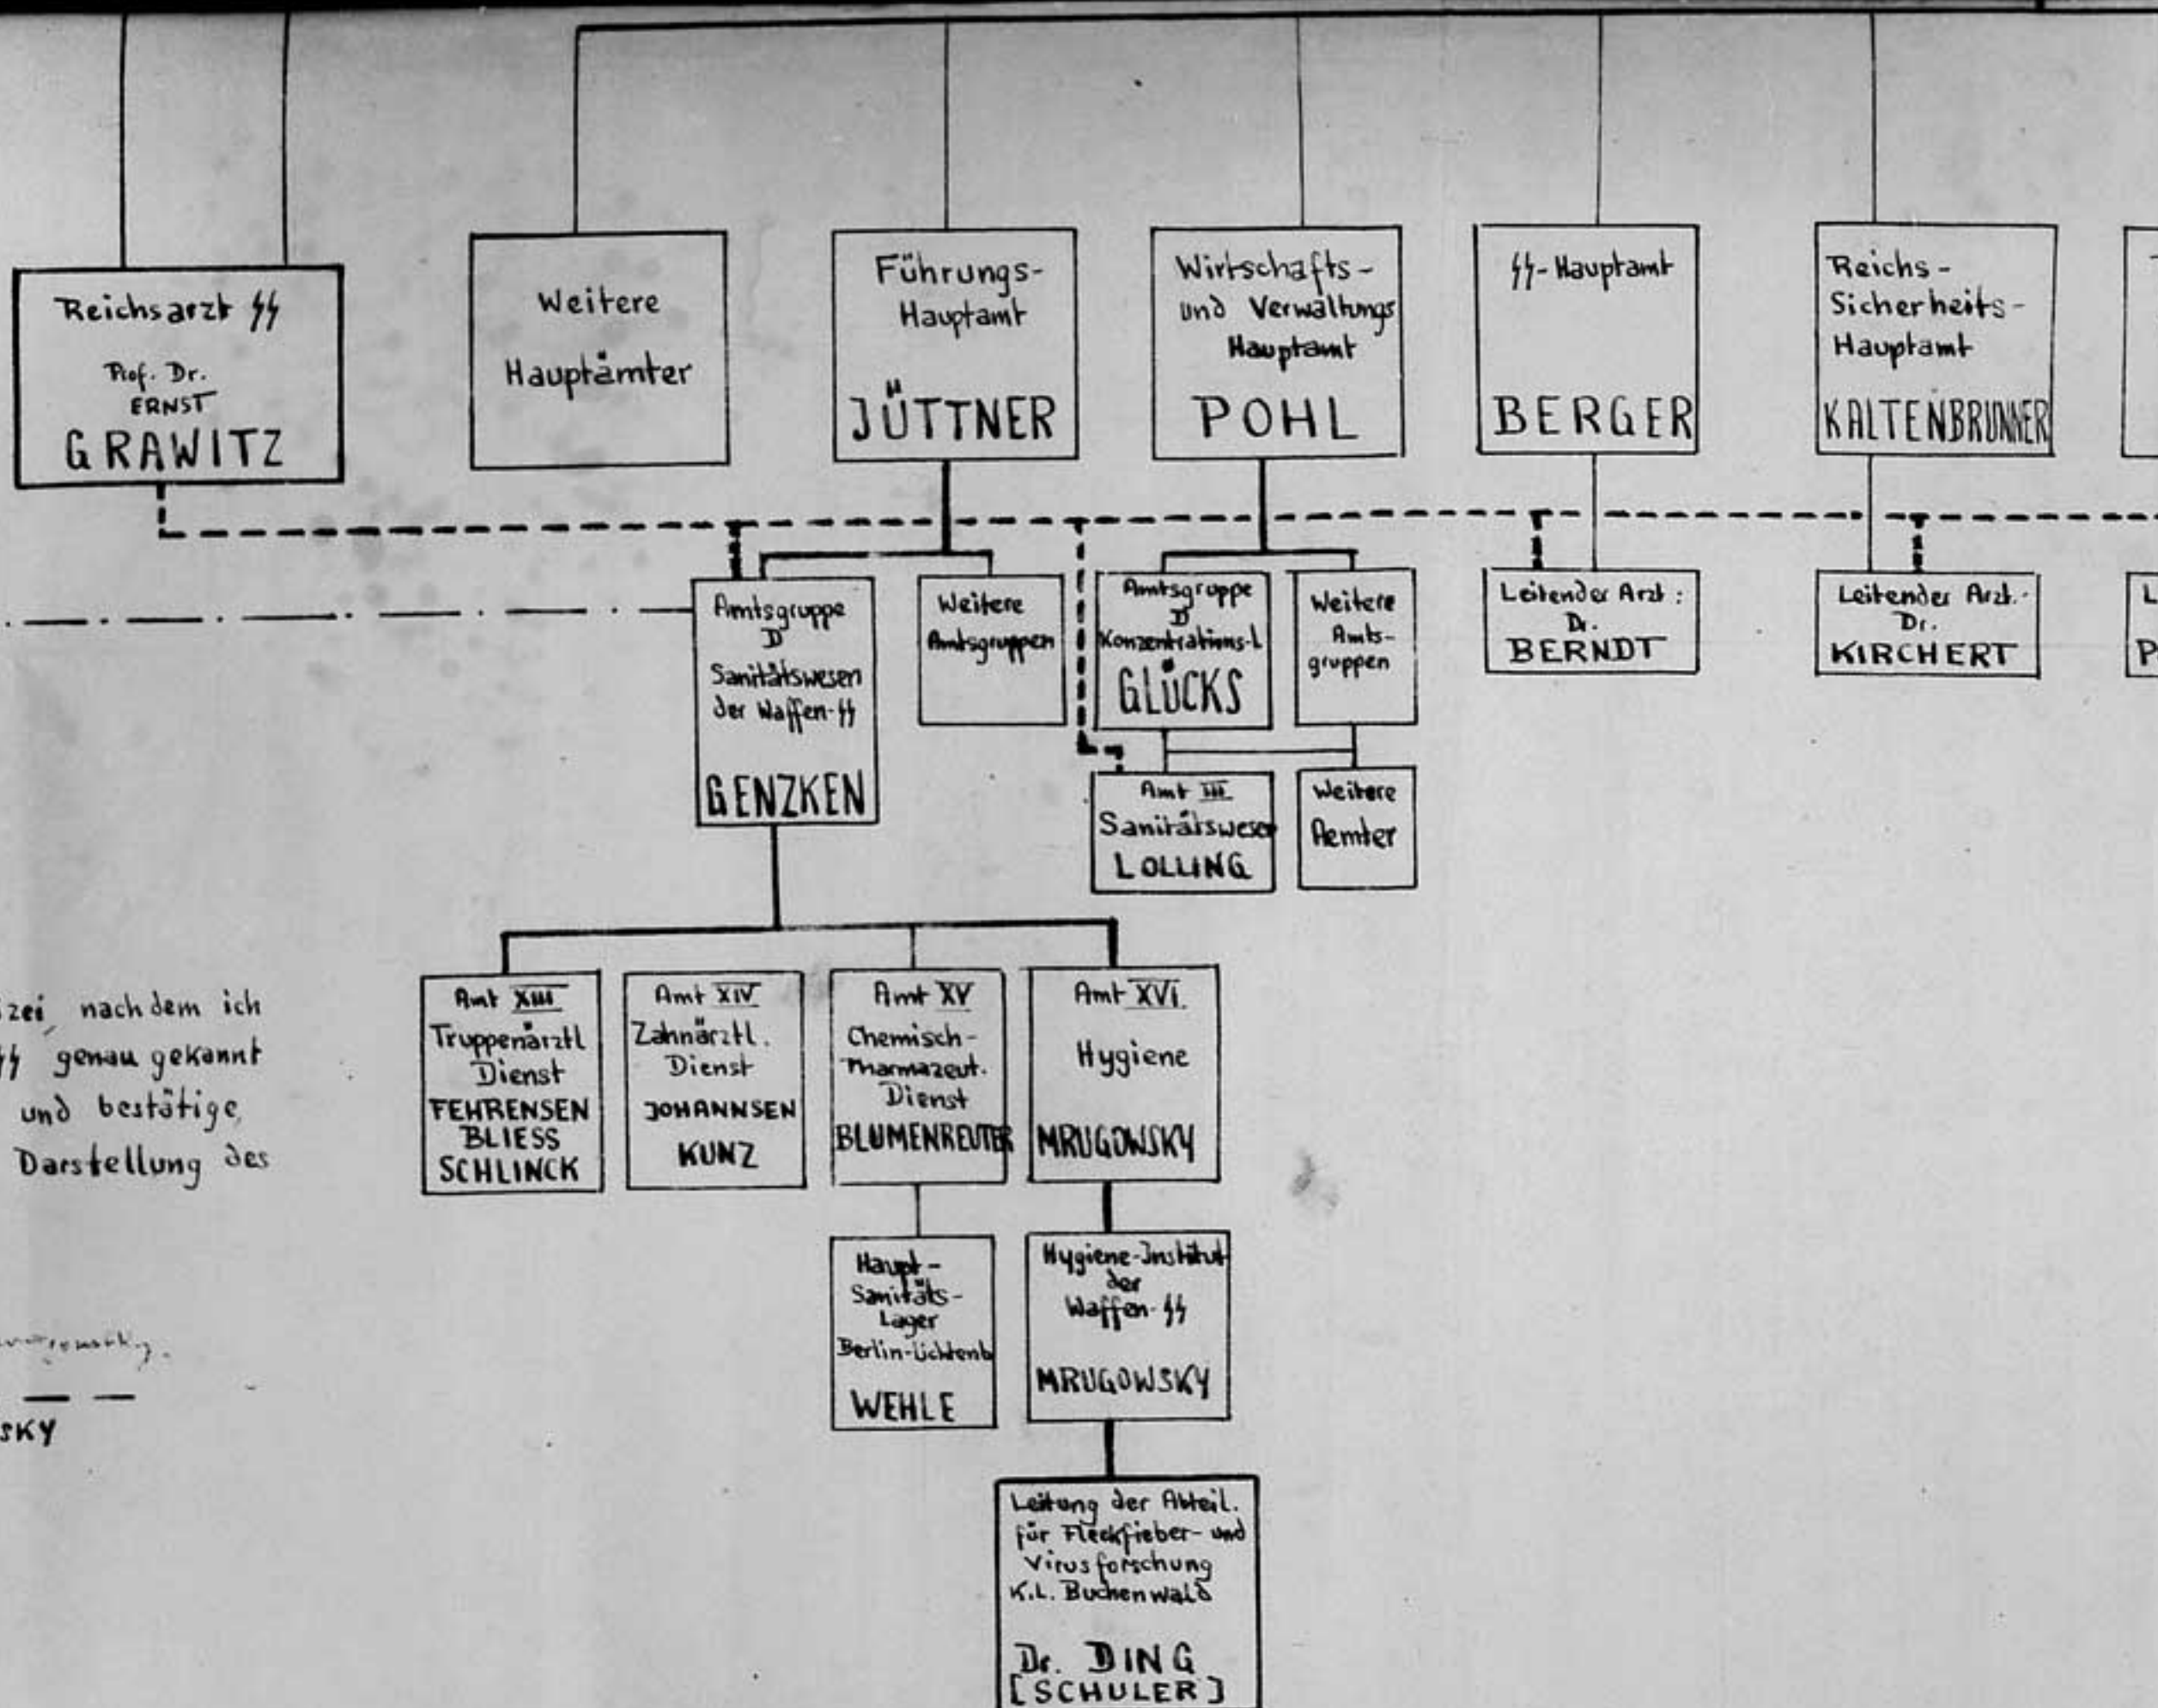 Reichsarzt SS
Prof. Dr.
ERNST
GRAWITZ
Weitere
Hauptämter
Führungs-
Hauptamt
JÜTTNER
Wirtschafts-
und Verwaltungs
Hauptamt
POHL
SS-Hauptamt
BERGER
Reichs-
Sicherheits-
Hauptamt
KALTENBRUNNER
Amtsgruppe
D
Sanitätswesen
der Waffen-SS
GENZKEN
Weitere
Amtsgruppen
Amtsgruppe
D
Konzentrations-L
GLÜCKS
Weitere
Amts-
gruppen
Leitender Arzt:
Dr.
BERNDT
Leitender Arzt.
Dr.
KIRCHERT
L
P
Amt III
Sanitätswesen
LOLLING
Weitere
Aemter
zei, nachdem ich
SS genau gekannt
und bestätige,
Darstellung des
SKY
Amt XIII
Truppenärztl
Dienst
FEHRENSEN
BLIESS
SCHLINCK
Amt XIV
Zahnärztl.
Dienst
JOHANNSEN
KUNZ
Amt XV
Chemisch-
Pharmazeut.
Dienst
BLUMENREUTER
Amt XVI.
Hygiene
MRUGOWSKY
Haupt-
Sanitäts-
Lager
Berlin-Lichtenb
WEHLE
Hygiene-Institut
der
Waffen-SS
MRUGOWSKY
Leitung der Abteil.
für Fleckfieber- und
Virusforschung
K.L. Buchenwald
Dr. DING
[SCHULER]